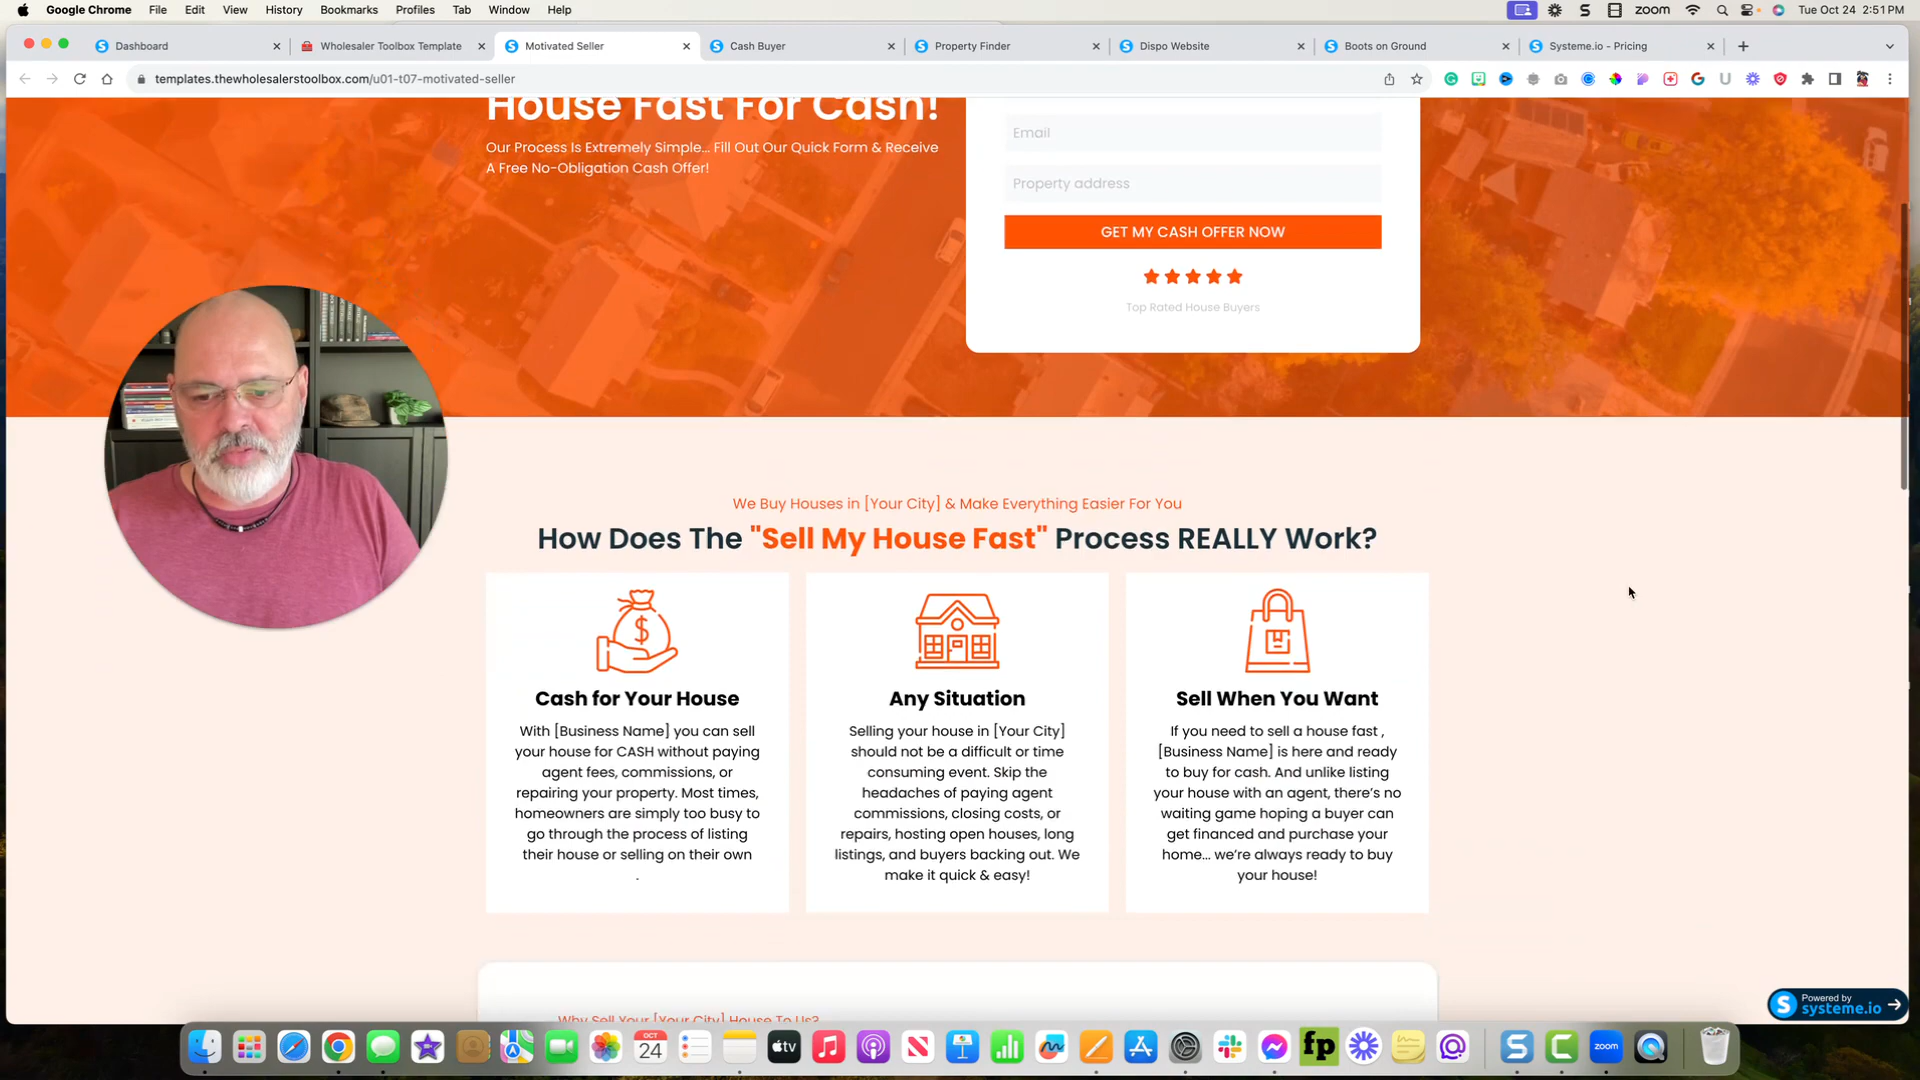 Google Chrome File Edit View History Bookmarks Profiles Tab Window Help
zoom Tue Oct 24 2:51 PM
Dashboard Wholesaler Toolbox Template Motivated Seller Cash Buyer Property Finder Dispo Website Boots on Ground Systeme.io - Pricing
templates.thewholesalerstoolbox.com/u01-t07-motivated-seller
House Fast For Cash!
Our Process Is Extremely Simple... Fill Out Our Quick Form & Receive
A Free No-Obligation Cash Offer!
Email
Property address
GET MY CASH OFFER NOW
Top Rated House Buyers
We Buy Houses in [Your City] & Make Everything Easier For You
How Does The "Sell My House Fast" Process REALLY Work?
Cash for Your House
With [Business Name] you can sell
your house for CASH without paying
agent fees, commissions, or
repairing your property. Most times,
homeowners are simply too busy to
go through the process of listing
their house or selling on their own
.
Any Situation
Selling your house in [Your City]
should not be a difficult or time
consuming event. Skip the
headaches of paying agent
commissions, closing costs, or
repairs, hosting open houses, long
listings, and buyers backing out. We
make it quick & easy!
Sell When You Want
If you need to sell a house fast ,
[Business Name] is here and ready
to buy for cash. And unlike listing
your house with an agent, there's no
waiting game hoping a buyer can
get financed and purchase your
home... we're always ready to buy
your house!
Why Sell Your [Your City] House To Us?
Powered by
systeme.io
OCT
24
tv
fp
zoom